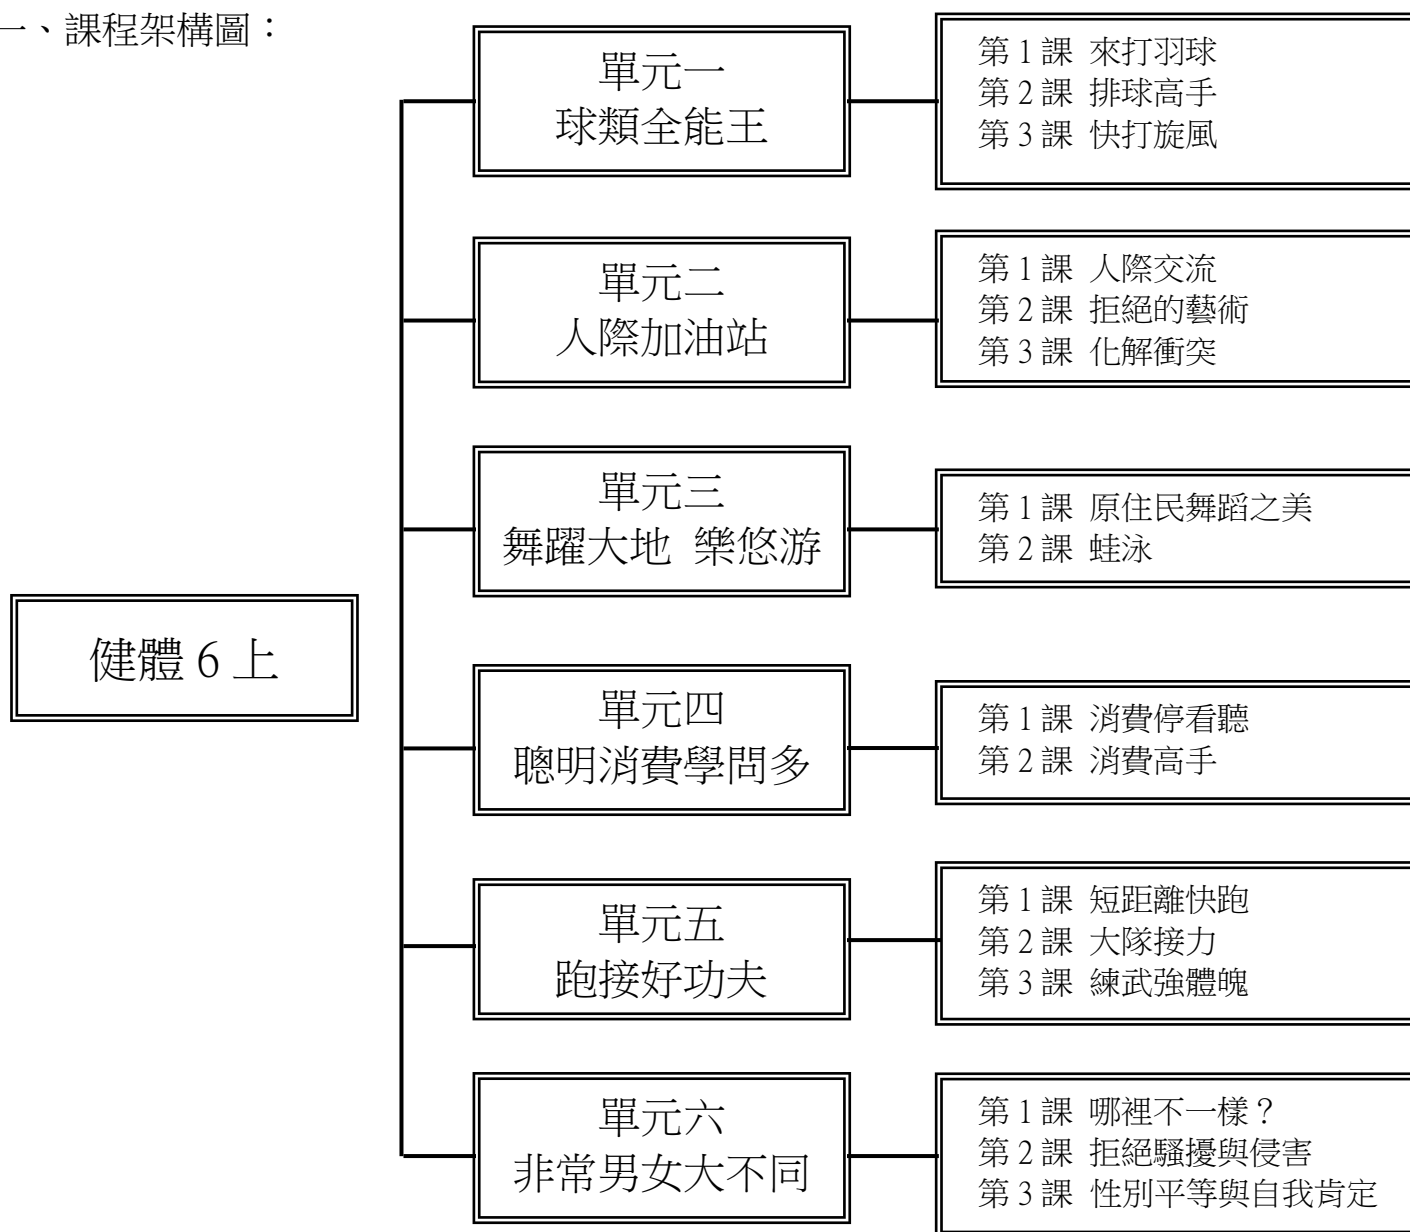 一、課程架構圖：
健體6上
單元一
球類全能王
第1課 來打羽球
第2課 排球高手
第3課 快打旋風
單元二
人際加油站
第1課 人際交流
第2課 拒絕的藝術
第3課 化解衝突
單元三
舞躍大地 樂悠游
第1課 原住民舞蹈之美
第2課 蛙泳
單元四
聰明消費學問多
第1課 消費停看聽
第2課 消費高手
單元五
跑接好功夫
第1課 短距離快跑
第2課 大隊接力
第3課 練武強體魄
單元六
非常男女大不同
第1課 哪裡不一樣？
第2課 拒絕騷擾與侵害
第3課 性別平等與自我肯定